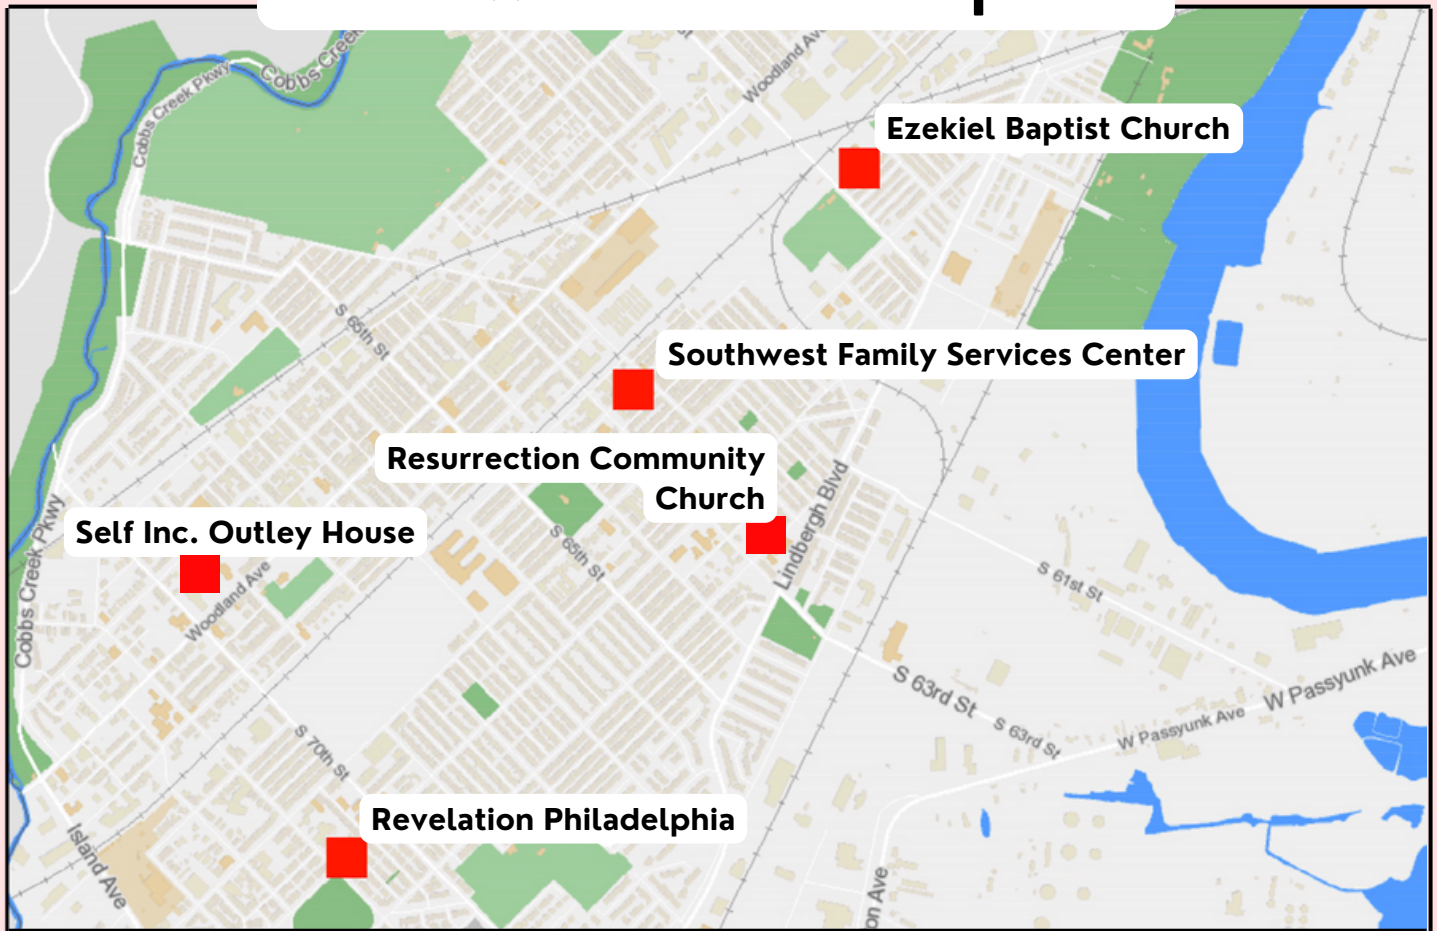 Cobbs Creek
Woodland Ave
Cobbs Creek Pkwy
Ezekiel Baptist Church
S 65th St
Southwest Family Services Center
Resurrection Community
Church
Lindbergh Blvd
Cobbs Creek Pkwy
Self Inc. Outley House
S 65th St
Woodland Ave
S 61st St
S 63rd St
S 63rd St
W Passyunk Ave
W Passyunk Ave
S 70th St
Revelation Philadelphia
Island Ave
Ave